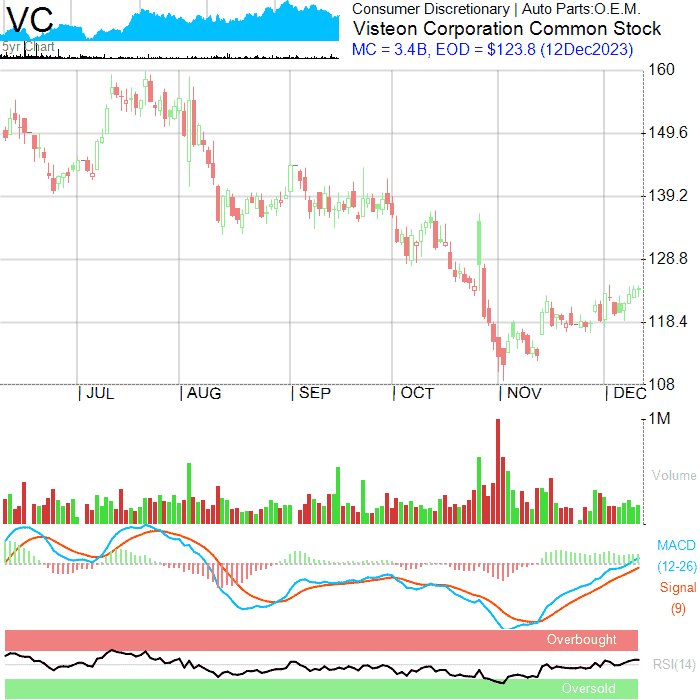 VC
5yr Chart
Consumer Discretionary | Auto Parts:O.E.M.
Visteon Corporation Common Stock
MC = 3.4B, EOD = $123.8 (12Dec2023)
160
149.6
139.2
128.8
118.4
108
JUL
AUG
SEP
OCT
NOV
DEC
1M
Volume
MACD
(12-26)
Signal
(9)
Overbought
RSI(14)
Oversold